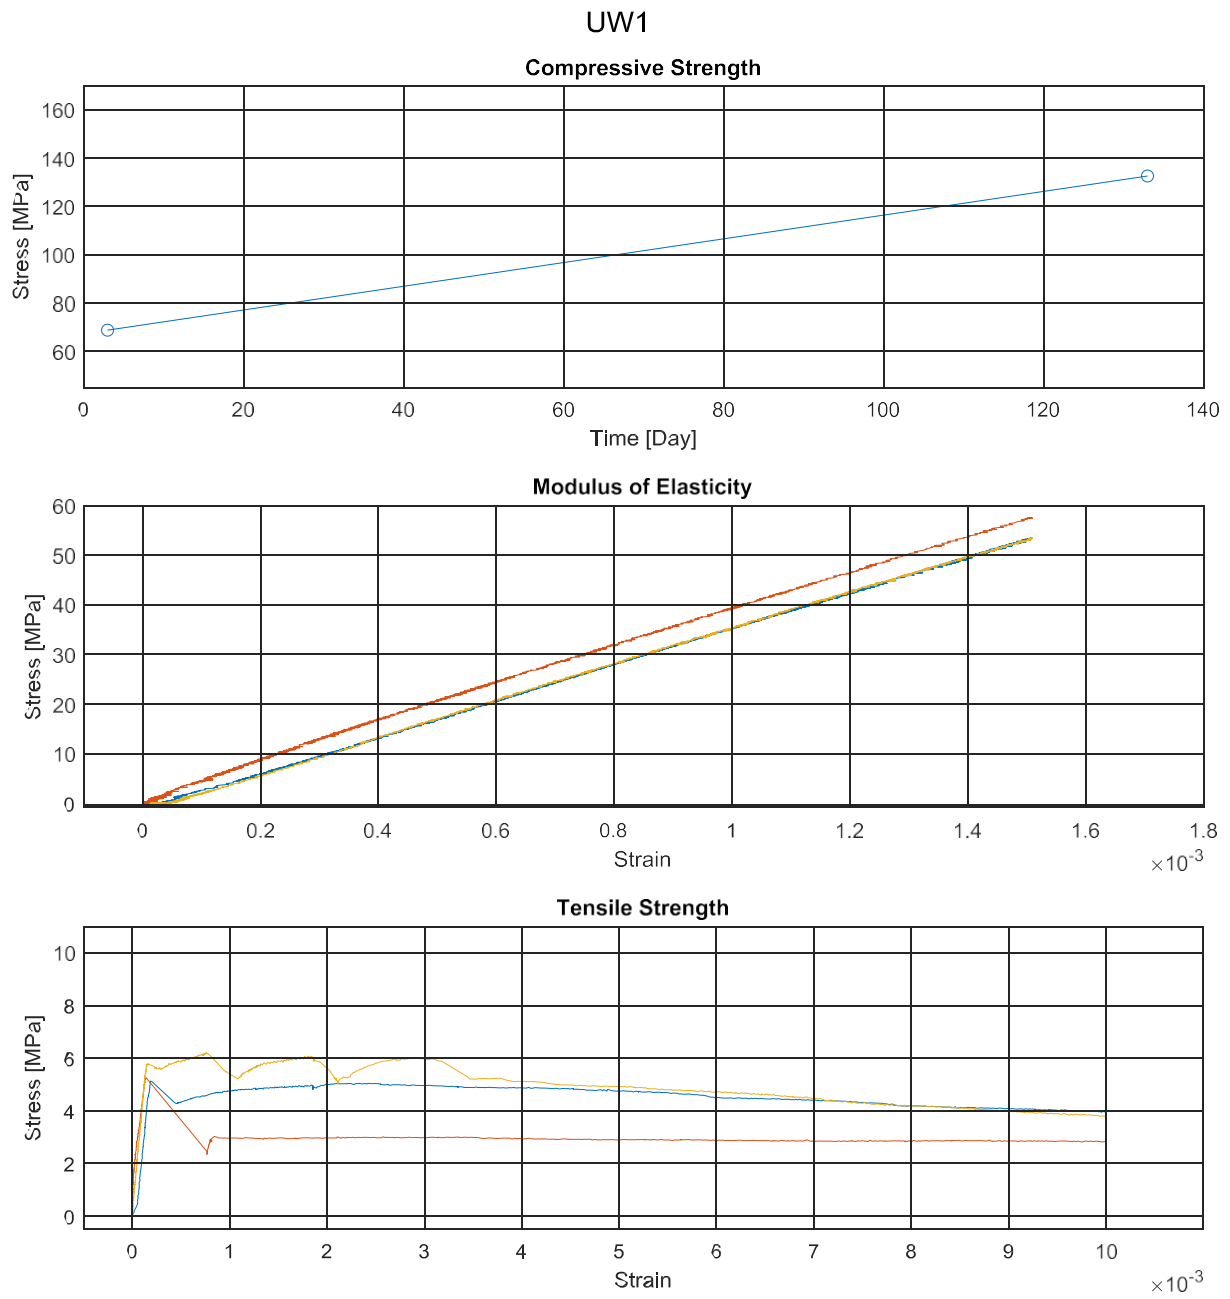 UW1
Compressive Strength
160
140
120
100
80
60
Stress [MPa]
0 20 40 60 80 100 120 140
Time [Day]
Modulus of Elasticity
60
50
40
30
20
10
0
Stress [MPa]
0 0.2 0.4 0.6 0.8 1 1.2 1.4 1.6 1.8
Strain
×10⁻³
Tensile Strength
10
8
6
4
2
0
Stress [MPa]
0 1 2 3 4 5 6 7 8 9 10
Strain
×10⁻³